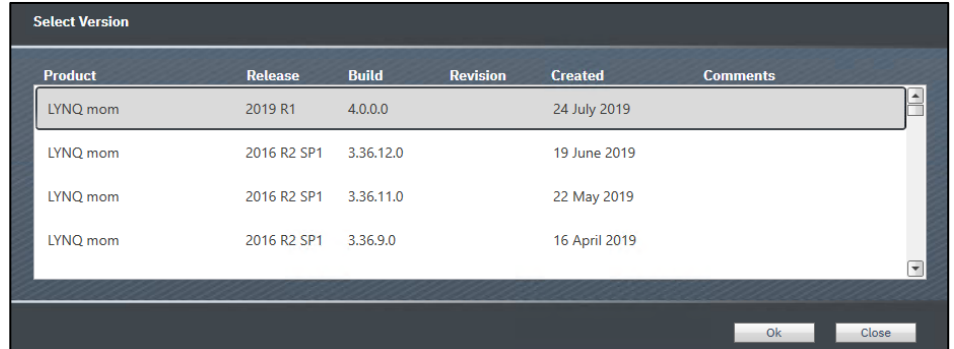 Select Version
Product Release Build Revision Created Comments
LYNQ mom 2019 R1 4.0.0.0 24 July 2019
LYNQ mom 2016 R2 SP1 3.36.12.0 19 June 2019
LYNQ mom 2016 R2 SP1 3.36.11.0 22 May 2019
LYNQ mom 2016 R2 SP1 3.36.9.0 16 April 2019
Ok Close